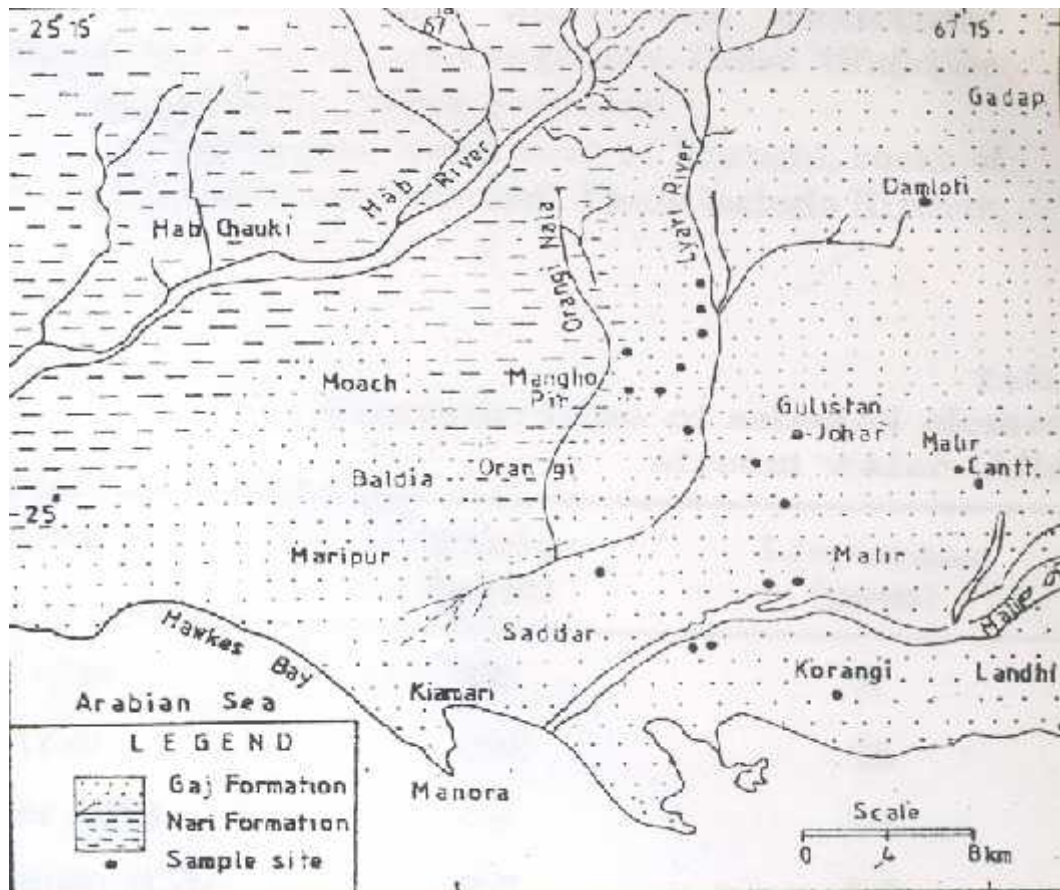 25 15
67
67 15
Gadap
Hab River
Lyari River
Damloti
Hab Chauki
Orangi Nala
Moach
Mangho
Pir
Gulistan
-e-Johar
Malir
Cantt.
Baldia
Orangi
25
Maripur
Malir
Hawkes Bay
Saddar
Malir
Korangi
Landhi
Kiamari
Arabian Sea
LEGEND
Gaj Formation
Nari Formation
Sample site
Manora
Scale
0 4 8km